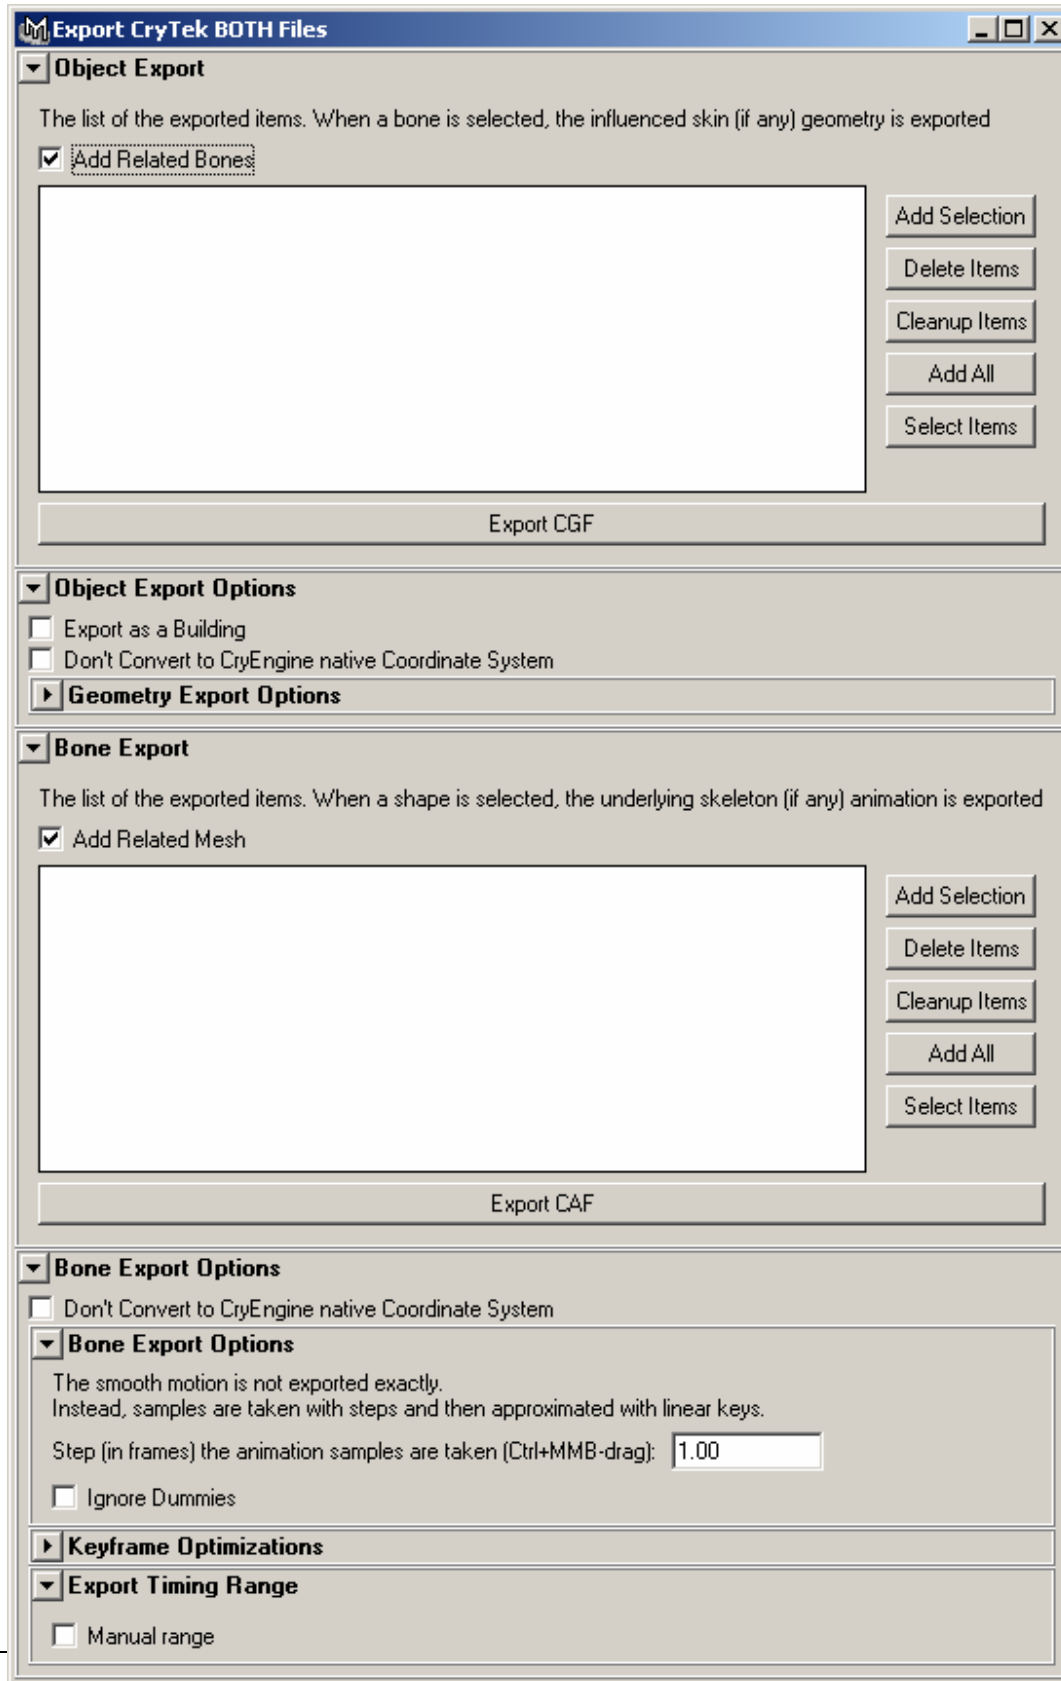 Export CryTek BOTH Files
Object Export
The list of the exported items. When a bone is selected, the influenced skin (if any) geometry is exported
Add Related Bones
Add Selection
Delete Items
Cleanup Items
Add All
Select Items
Export CGF
Object Export Options
Export as a Building
Don't Convert to CryEngine native Coordinate System
Geometry Export Options
Bone Export
The list of the exported items. When a shape is selected, the underlying skeleton (if any) animation is exported
Add Related Mesh
Add Selection
Delete Items
Cleanup Items
Add All
Select Items
Export CAF
Bone Export Options
Don't Convert to CryEngine native Coordinate System
Bone Export Options
The smooth motion is not exported exactly.
Instead, samples are taken with steps and then approximated with linear keys.
Step (in frames) the animation samples are taken (Ctrl+MMB-drag): 1.00
Ignore Dummies
Keyframe Optimizations
Export Timing Range
Manual range